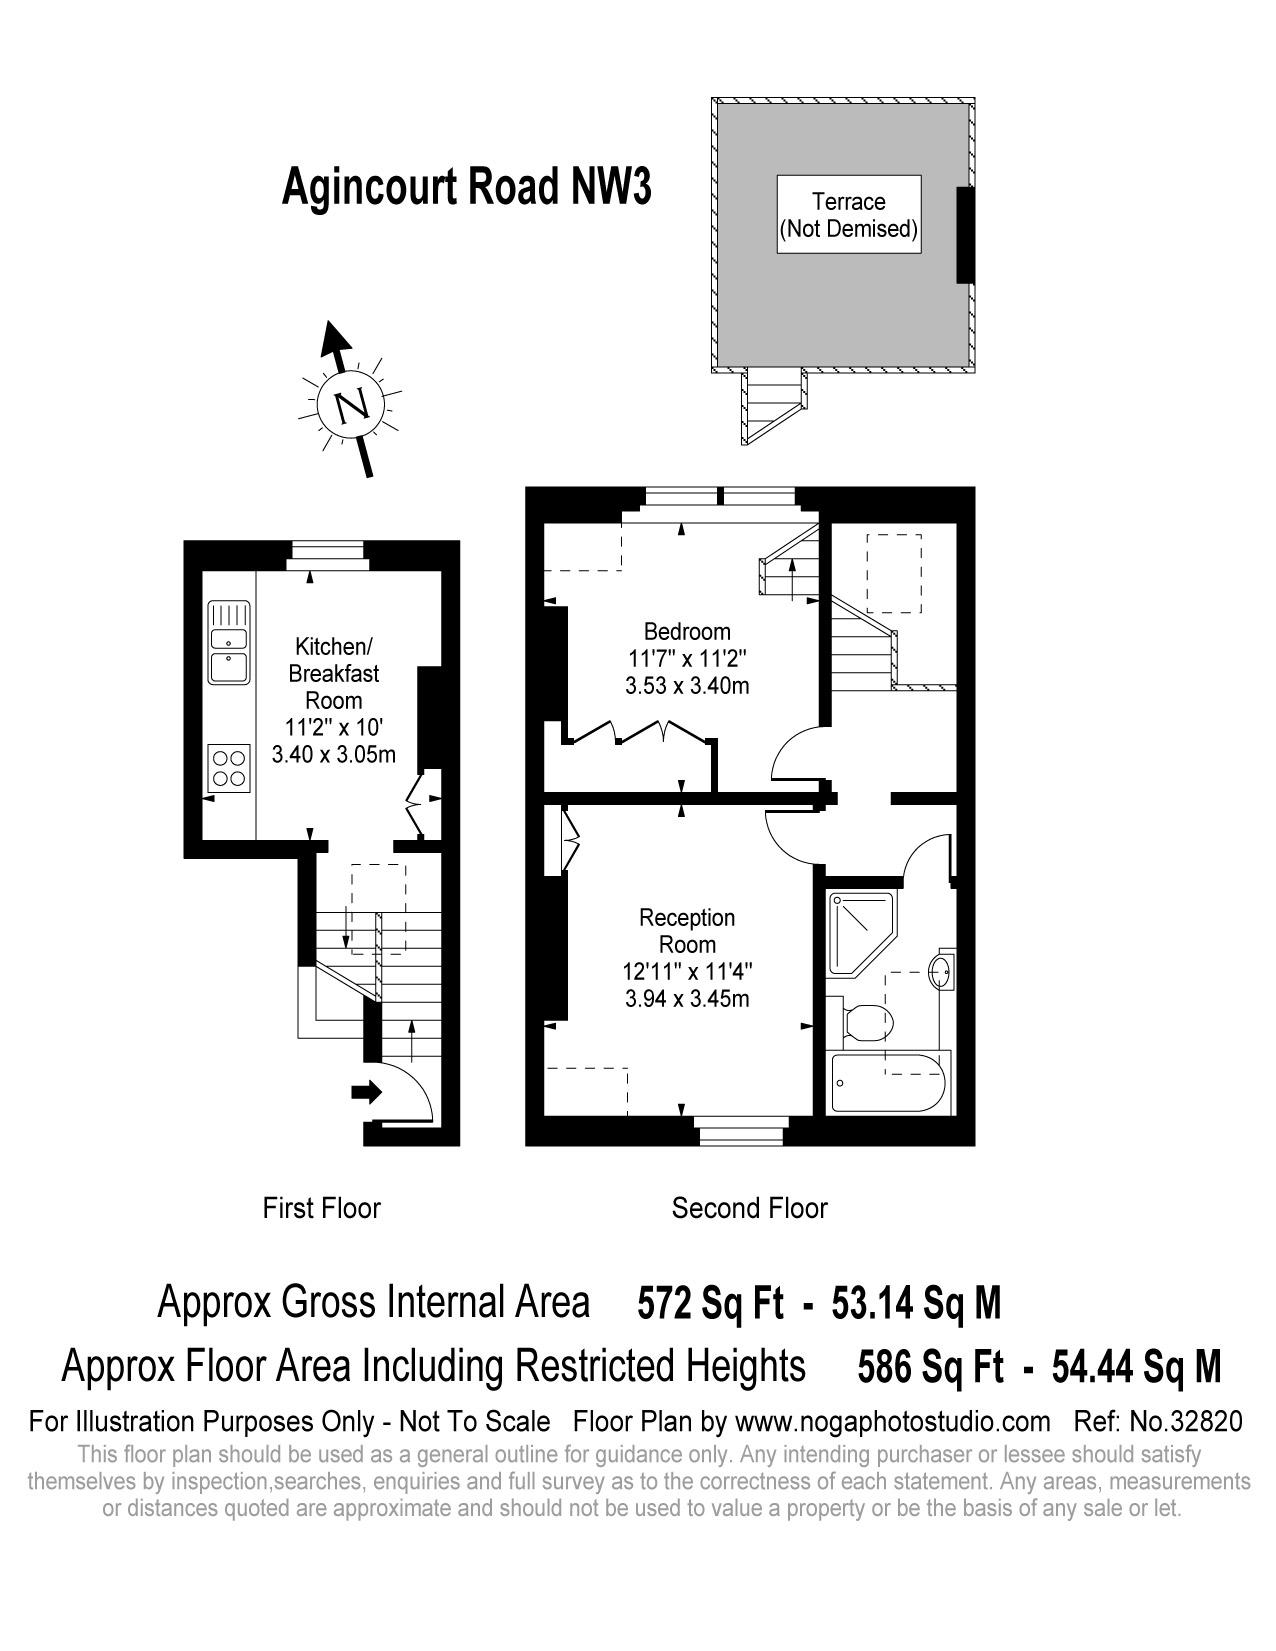 Agincourt Road NW3
Terrace
(Not Demised)
N
Kitchen/
Breakfast
Room
11'2" x 10'
3.40 x 3.05m
Bedroom
11'7" x 11'2"
3.53 x 3.40m
Reception
Room
12'11" x 11'4"
3.94 x 3.45m
First Floor
Second Floor
Approx Gross Internal Area 572 Sq Ft - 53.14 Sq M
Approx Floor Area Including Restricted Heights 586 Sq Ft - 54.44 Sq M
For Illustration Purposes Only - Not To Scale Floor Plan by www.nogaphotostudio.com Ref: No.32820
This floor plan should be used as a general outline for guidance only. Any intending purchaser or lessee should satisfy
themselves by inspection,searches, enquiries and full survey as to the correctness of each statement. Any areas, measurements
or distances quoted are approximate and should not be used to value a property or be the basis of any sale or let.